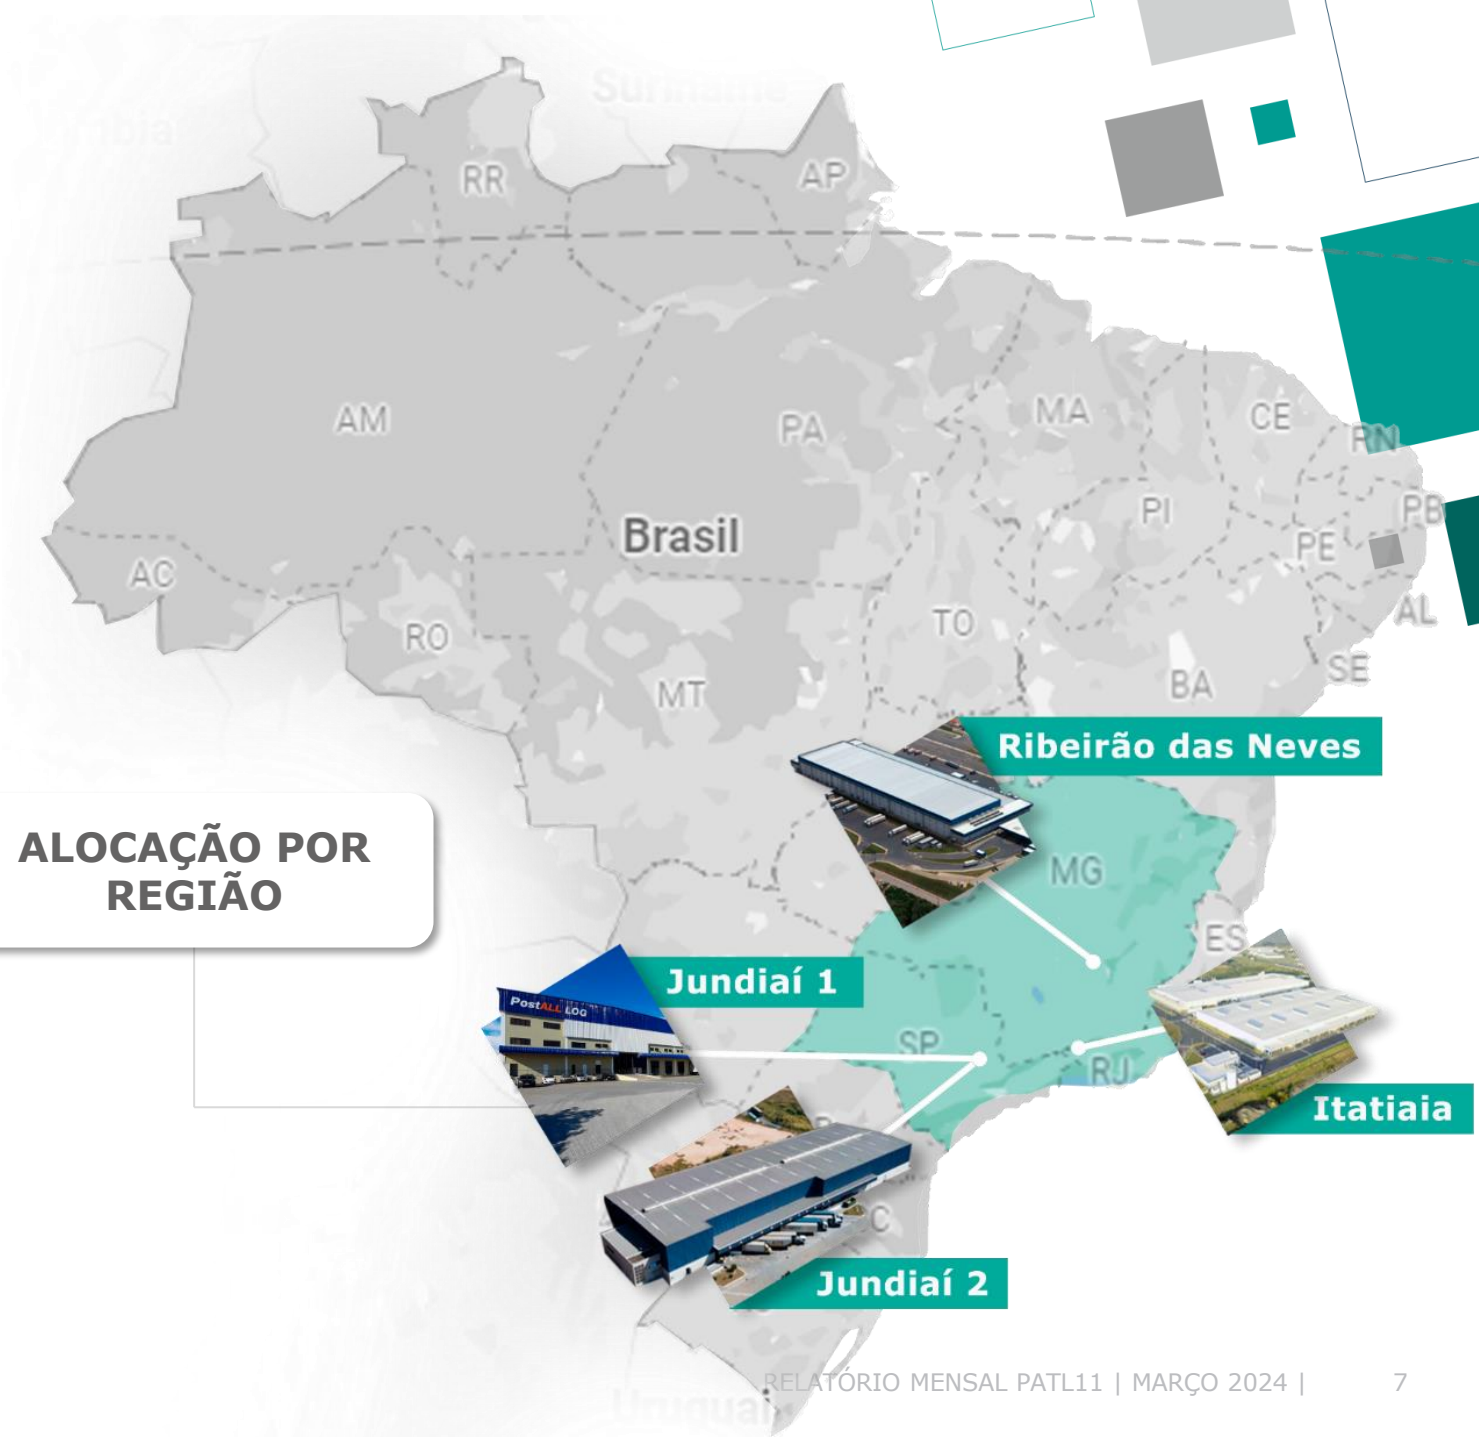 Suriname
RR
AP
AM
PA
MA
CE
RN
PB
PI
PE
Brasil
AC
AL
TO
RO
SE
BA
MT
Ribeirão das Neves
ALOCAÇÃO POR
REGIÃO
MG
ES
Jundiaí 1
PostALL LOG
SP
RJ
Itatiaia
Jundiaí 2
RELATÓRIO MENSAL PATL11 | MARÇO 2024 | 7
Uruguai